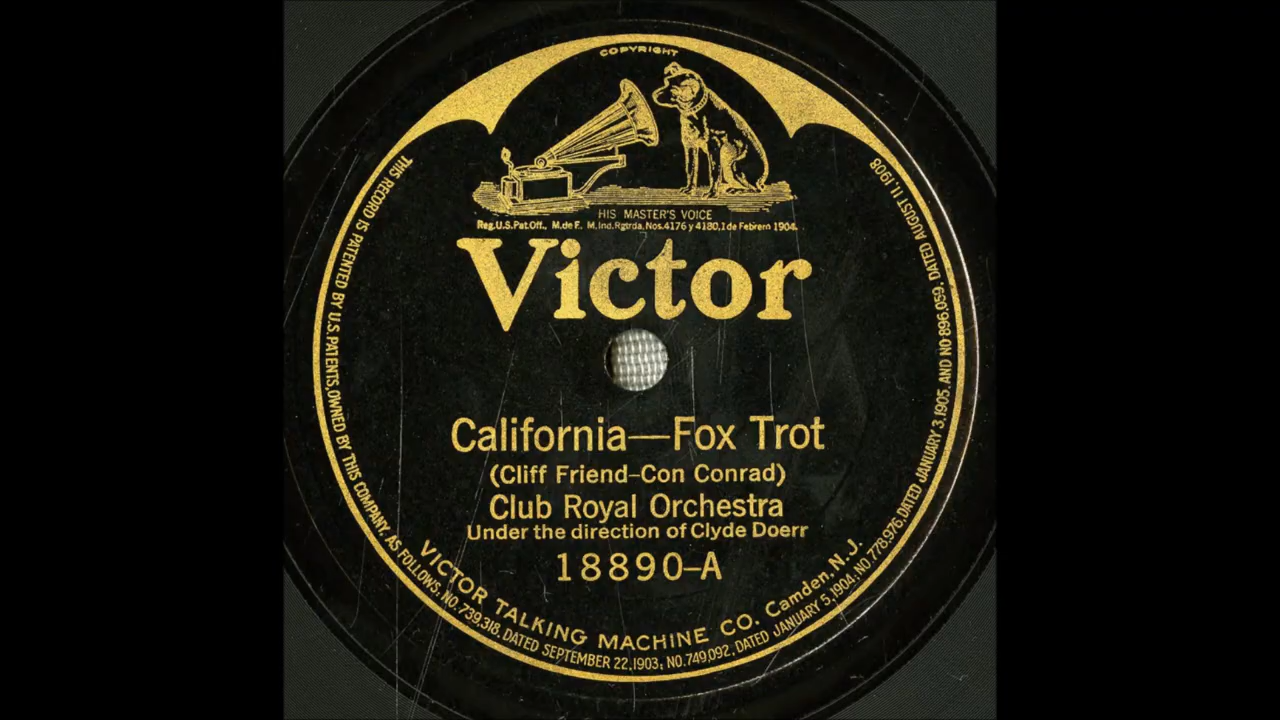 COPYRIGHT
HIS MASTER'S VOICE
Reg.U.S.Pat.Off., M.de F. M.Ind.Rgtrda.Nos.4176 y 4180,1 de Febrero 1904.
Victor
California—Fox Trot
(Cliff Friend-Con Conrad)
Club Royal Orchestra
Under the direction of Clyde Doerr
18890-A
VICTOR TALKING MACHINE CO. Camden, N.J.
THIS RECORD IS PATENTED BY U.S. PATENTS, OWNED BY THIS COMPANY, AS FOLLOWS, NO. 739,318, DATED SEPTEMBER 22, 1903; NO. 749,092, DATED JANUARY 5, 1904; NO. 778,976, DATED JANUARY 3, 1905, AND NO. 896,059, DATED AUGUST 11, 1908